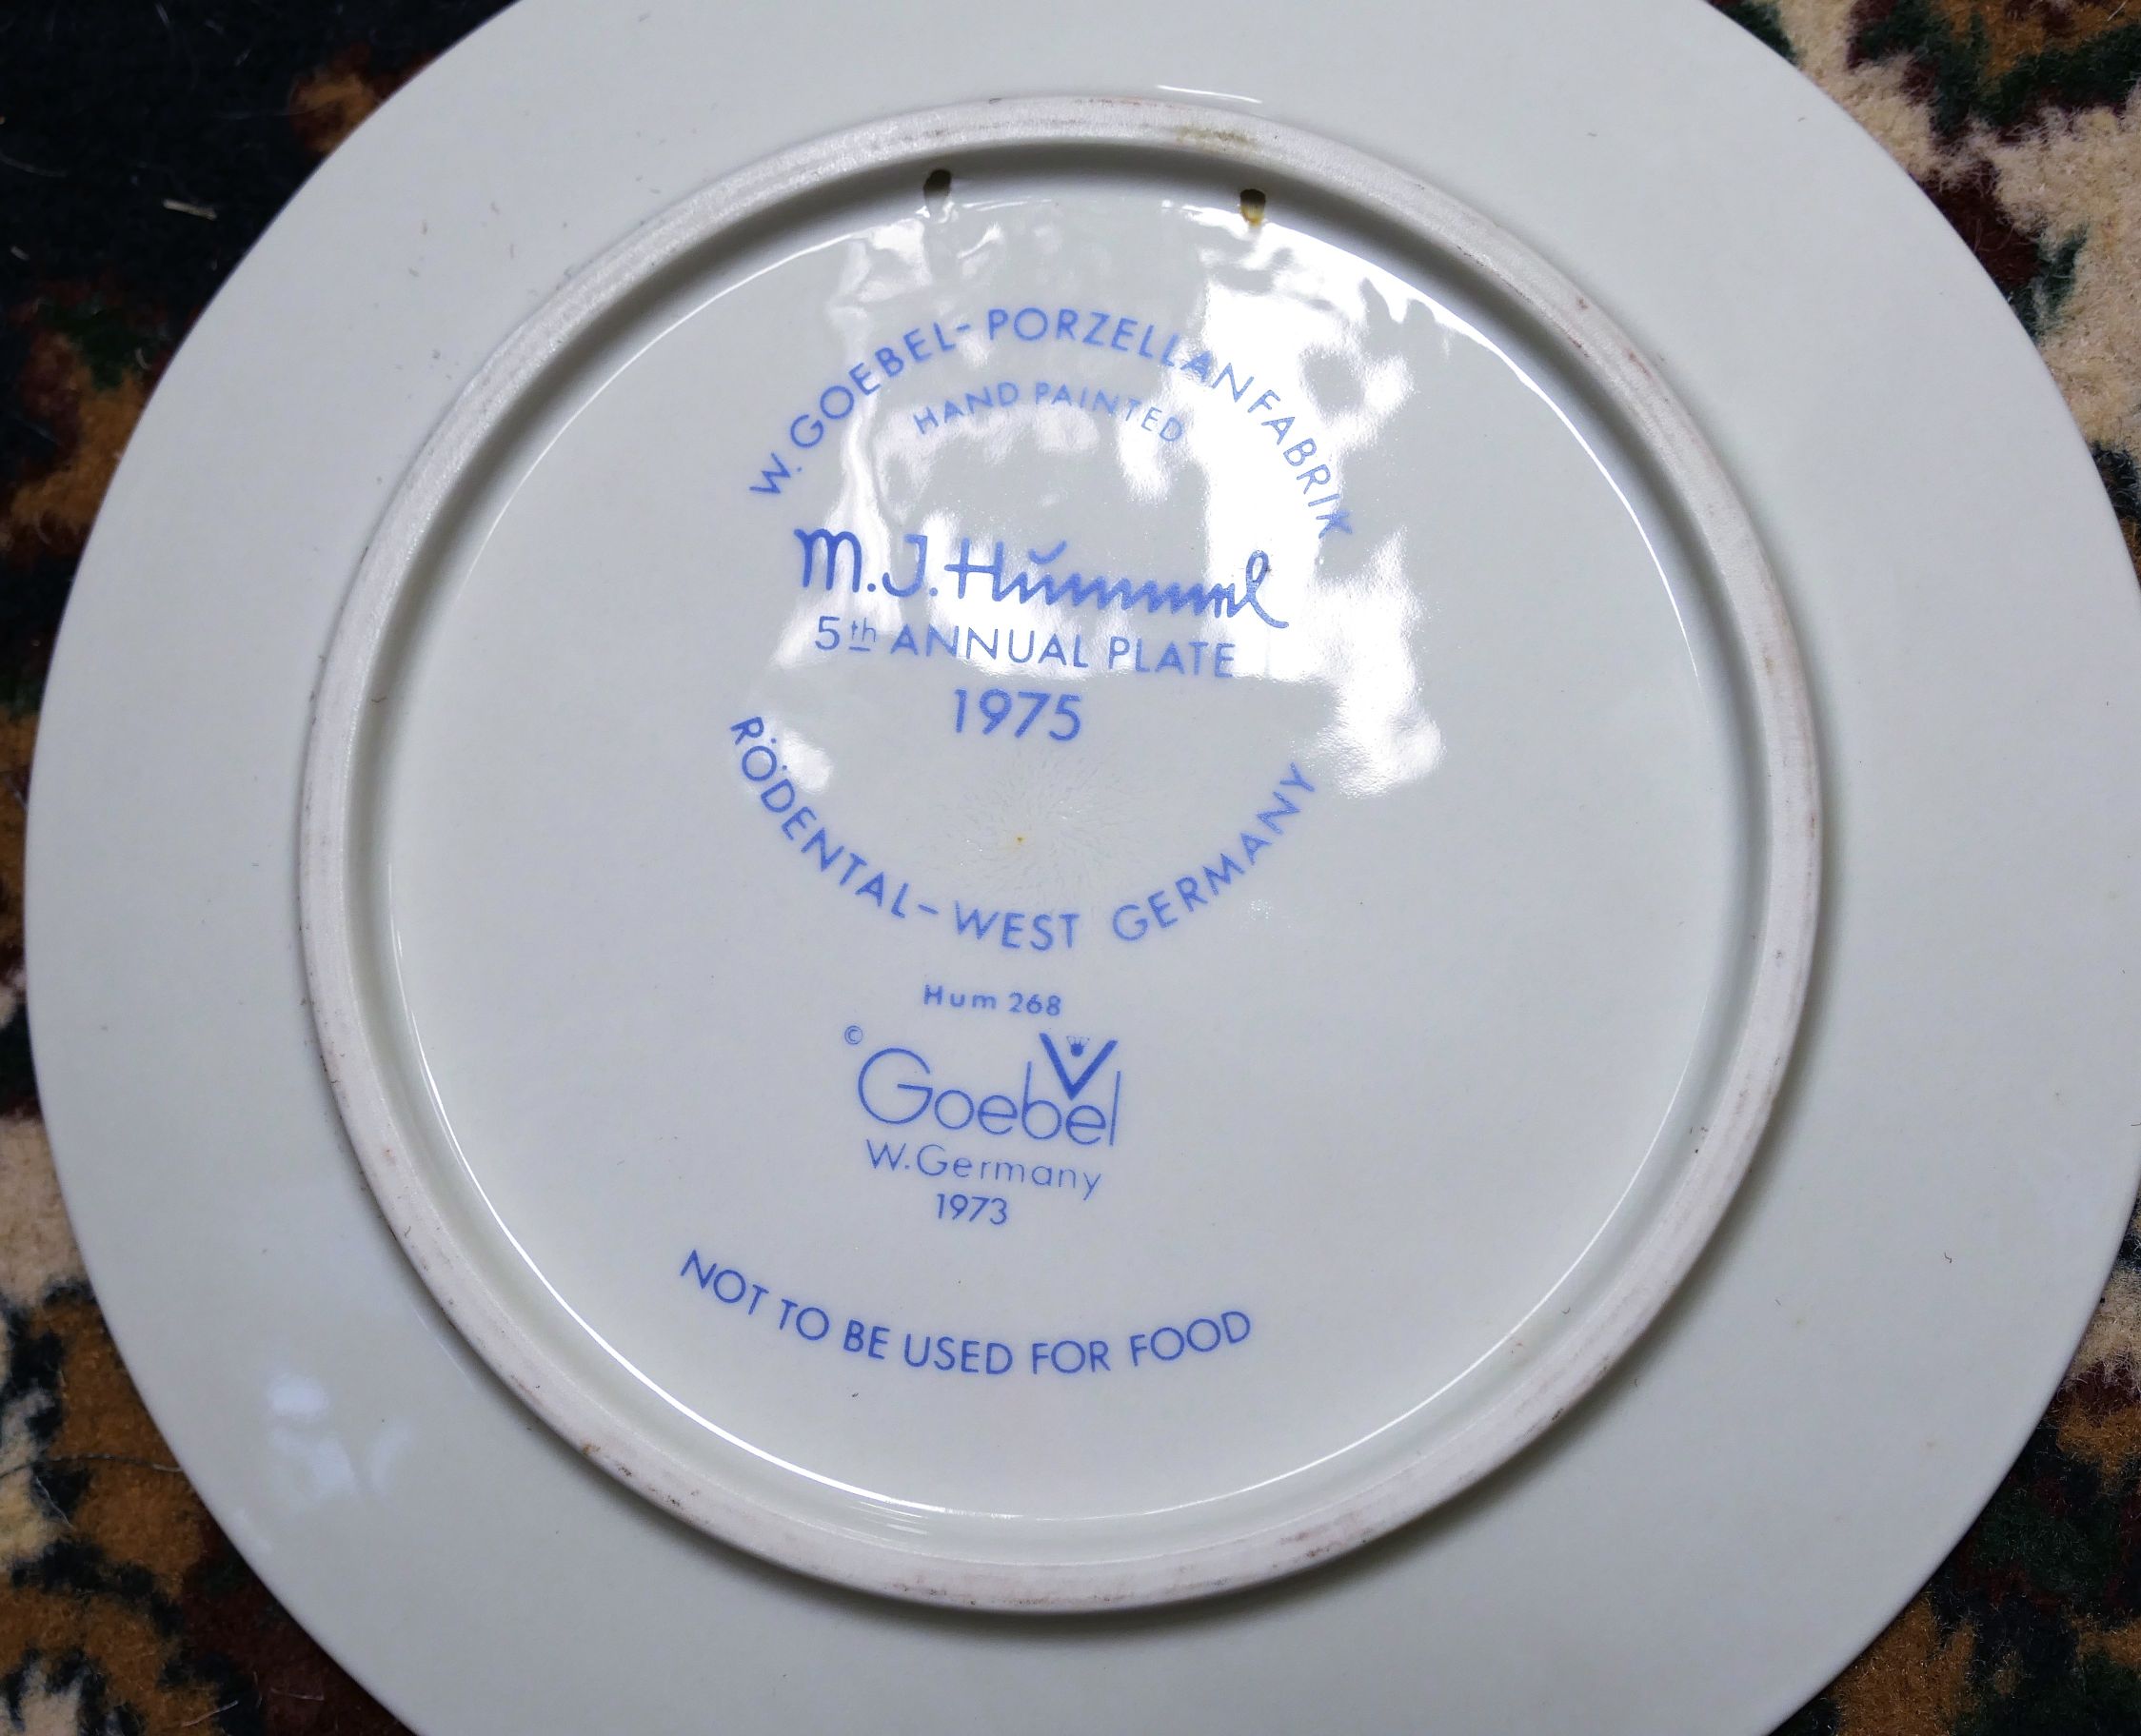 W. GOEBEL-PORZELLANFABRIK
HAND PAINTED
M.J. Hummel
5th ANNUAL PLATE
1975
RÖDENTAL-WEST GERMANY
Hum 268
© Goebel
W. Germany
1973
NOT TO BE USED FOR FOOD